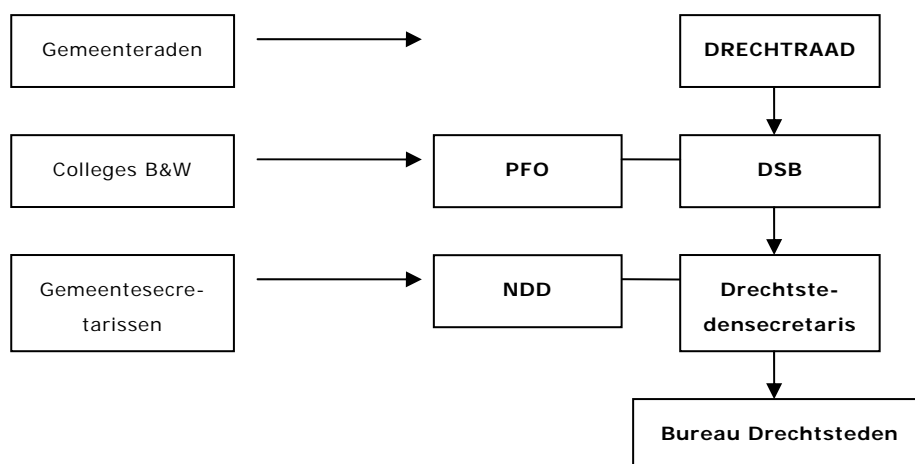 Gemeenteraden
DRECHTRAAD
Colleges B&W
PFO
DSB
Gemeentesecre-
tarissen
NDD
Drechtste-
densecretaris
Bureau Drechtsteden